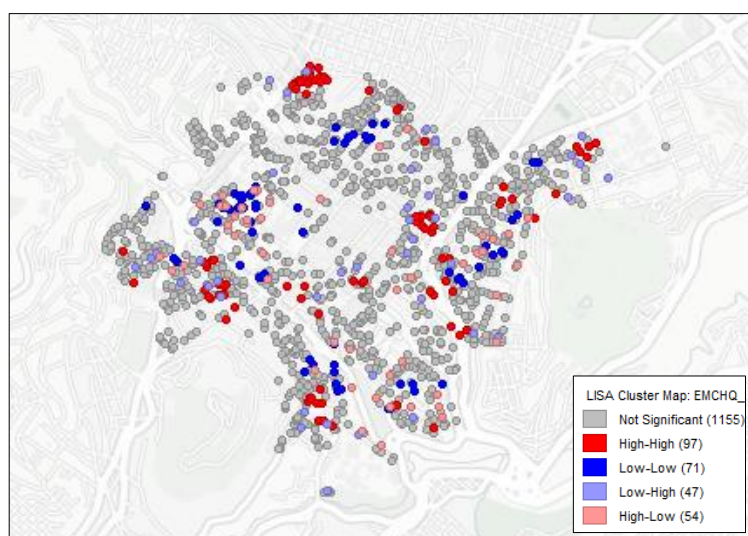 LISA Cluster Map: EMCHQ_
Not Significant (1155)
High-High (97)
Low-Low (71)
Low-High (47)
High-Low (54)